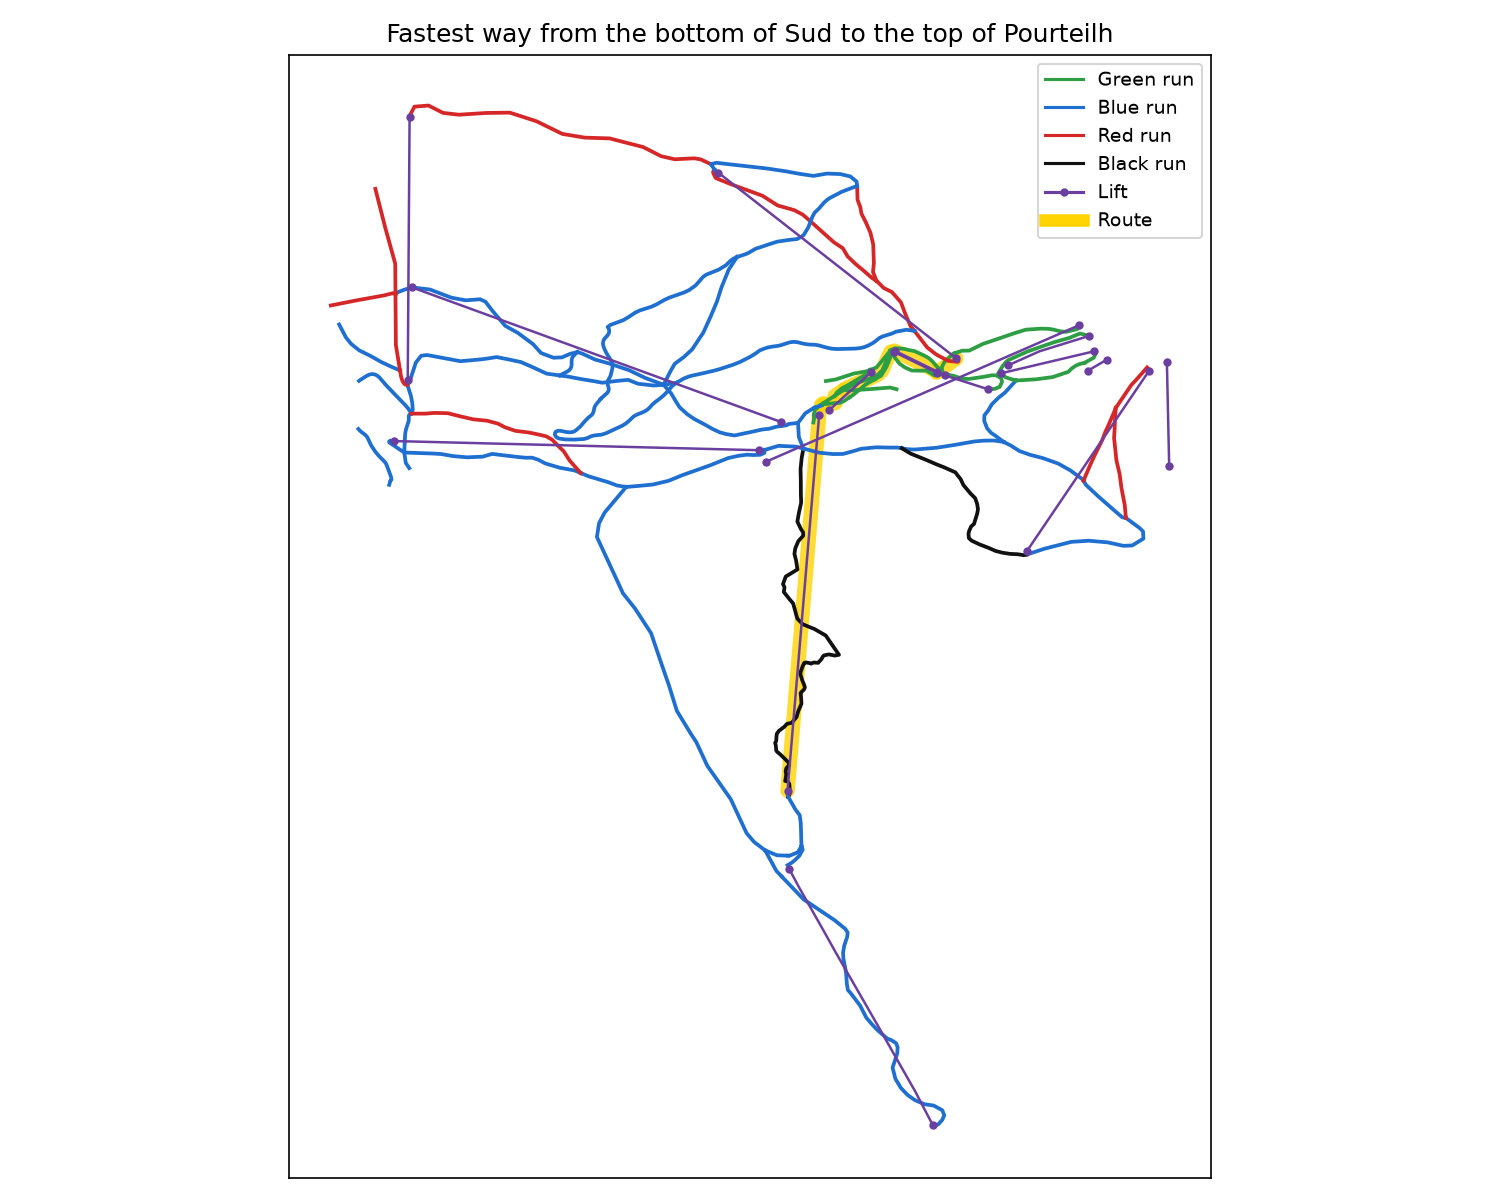 Fastest way from the bottom of Sud to the top of Pourteilh
Green run
Blue run
Red run
Black run
Lift
Route